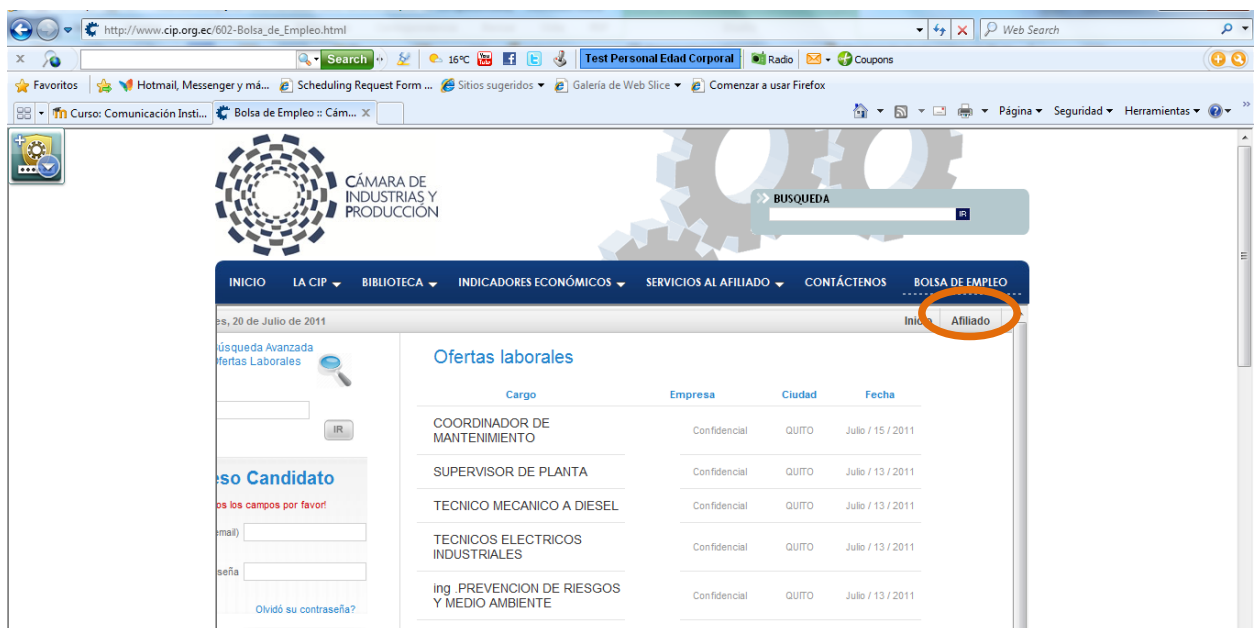 http://www.cip.org.ec/602-Bolsa_de_Empleo.html
Web Search
x
Search
16°C
Test Personal Edad Corporal
Radio
Coupons
Favoritos
Hotmail, Messenger y má...
Scheduling Request Form ...
Sitios sugeridos
Galería de Web Slice
Comenzar a usar Firefox
Curso: Comunicación Insti...
Bolsa de Empleo :: Cám...
Página
Seguridad
Herramientas
CÁMARA DE
INDUSTRIAS Y
PRODUCCIÓN
BUSQUEDA
IR
INICIO LA CIP BIBLIOTECA INDICADORES ECONÓMICOS SERVICIOS AL AFILIADO CONTÁCTENOS BOLSA DE EMPLEO
es, 20 de Julio de 2011
Inicio Afiliado
úsqueda Avanzada
fertas Laborales
IR
eso Candidato
os los campos por favor!
email)
seña
Olvidó su contraseña?
Ofertas laborales
Cargo Empresa Ciudad Fecha
COORDINADOR DE
MANTENIMIENTO
Confidencial QUITO Julio / 15 / 2011
SUPERVISOR DE PLANTA Confidencial QUITO Julio / 13 / 2011
TECNICO MECANICO A DIESEL Confidencial QUITO Julio / 13 / 2011
TECNICOS ELECTRICOS
INDUSTRIALES
Confidencial QUITO Julio / 13 / 2011
ing .PREVENCION DE RIESGOS
Y MEDIO AMBIENTE
Confidencial QUITO Julio / 13 / 2011